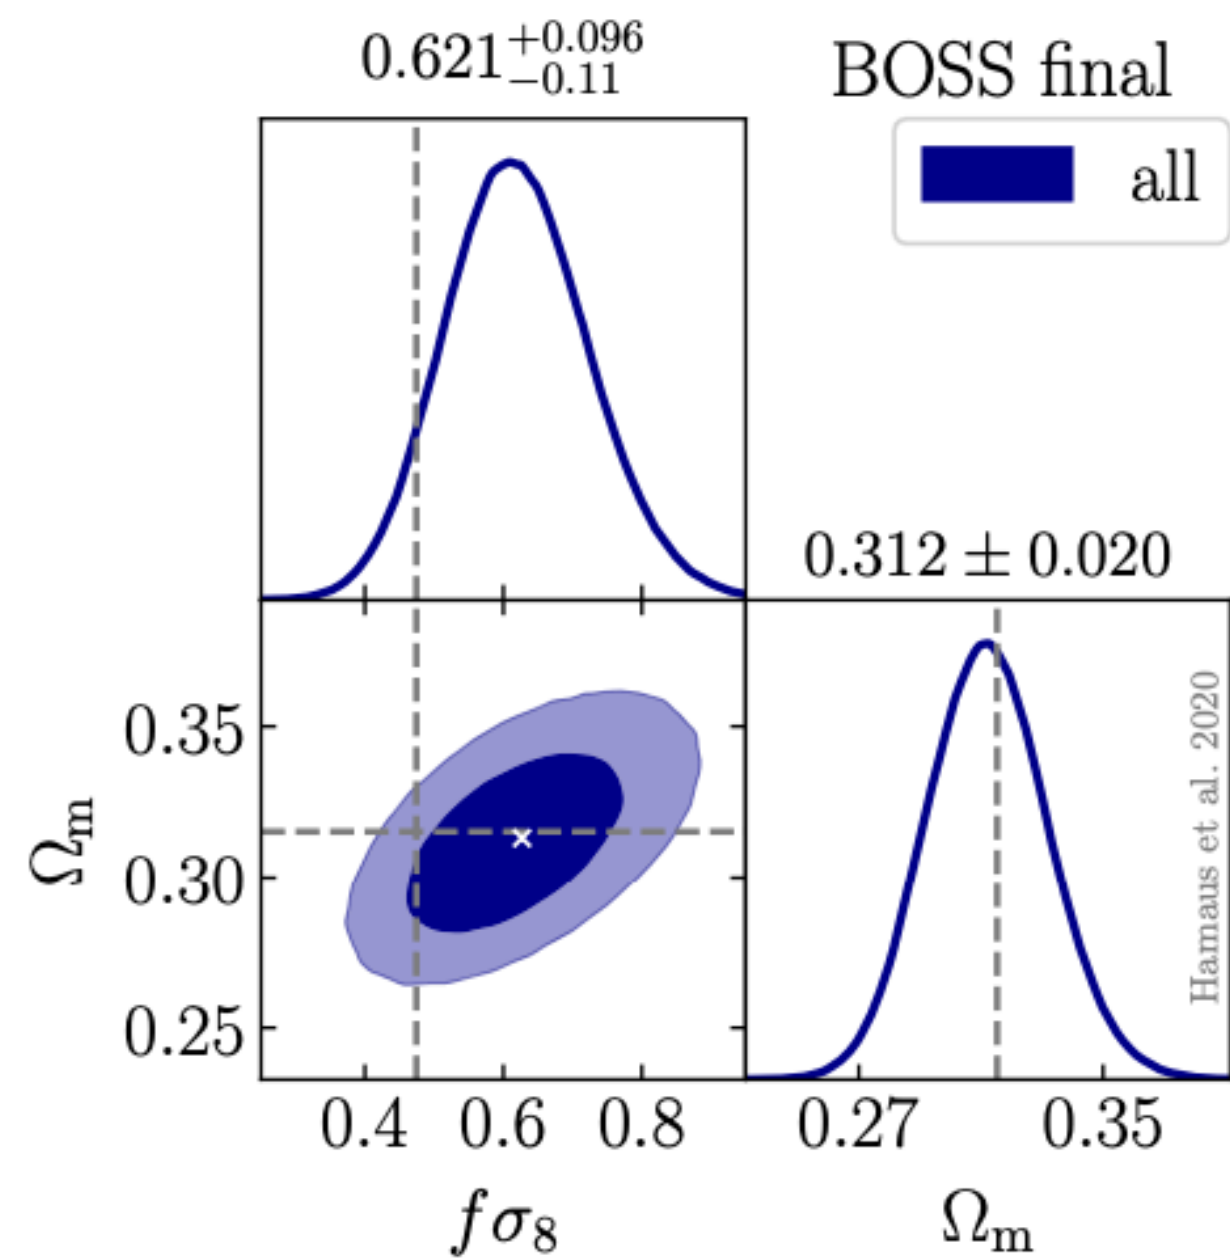 0.621^{+0.096}_{-0.11}
BOSS final
all
0.312 ± 0.020
Hamaus et al. 2020
Ω_m
0.35
0.30
0.25
0.4 0.6 0.8
fσ_8
0.27 0.35
Ω_m